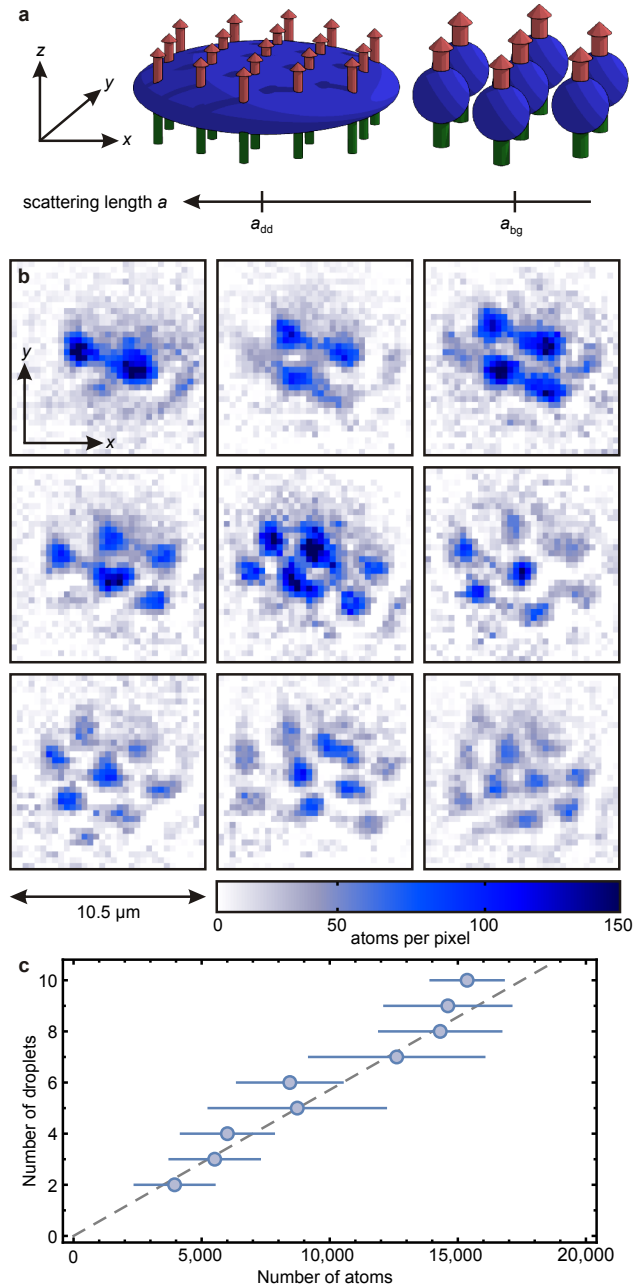 a
z
y
x
scattering length a
a_dd
a_bg
b
y
x
10.5 µm
0 50 100 150
atoms per pixel
c
10
8
6
4
2
0
Number of droplets
0 5,000 10,000 15,000 20,000
Number of atoms